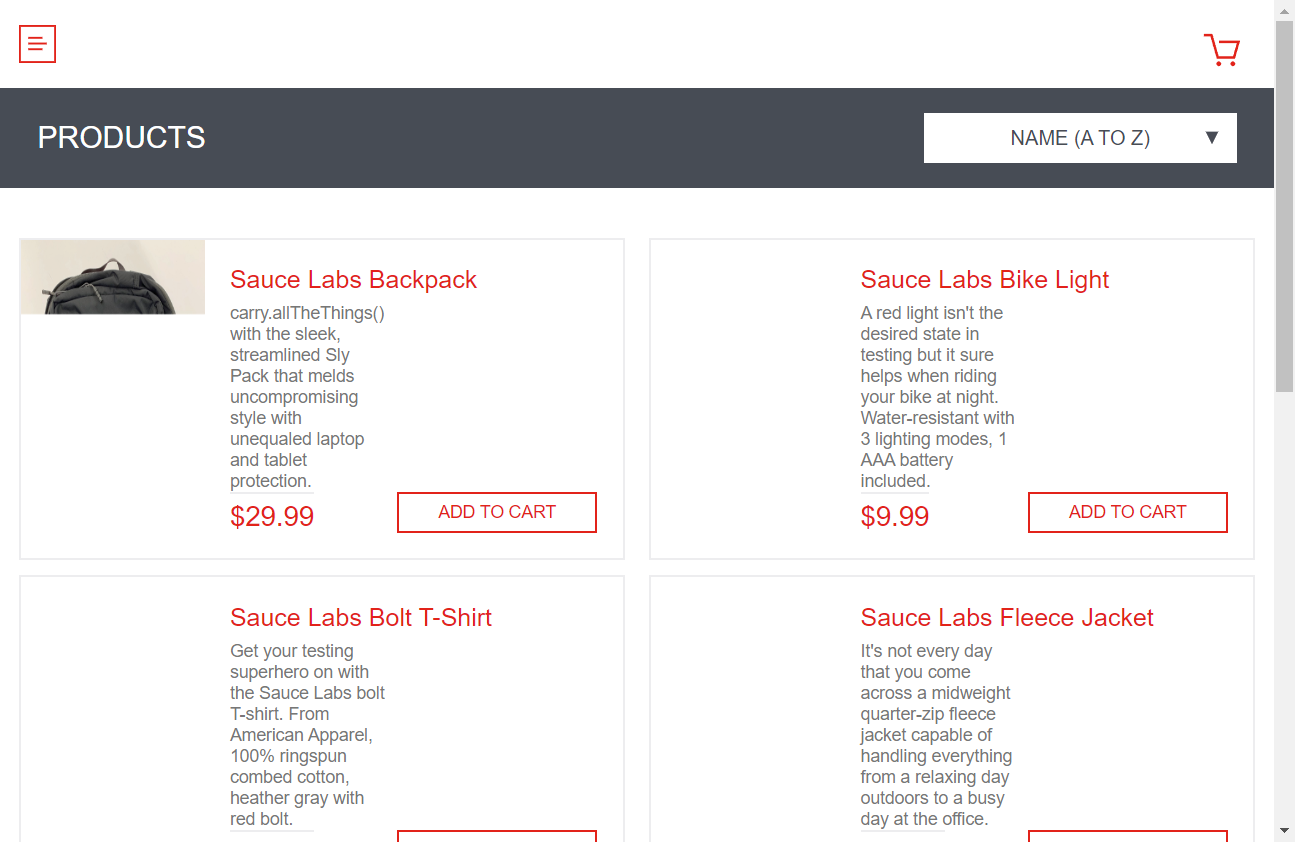 PRODUCTS
NAME (A TO Z)
Sauce Labs Backpack
carry.allTheThings()
with the sleek,
streamlined Sly
Pack that melds
uncompromising
style with
unequaled laptop
and tablet
protection.
$29.99
ADD TO CART
Sauce Labs Bike Light
A red light isn't the
desired state in
testing but it sure
helps when riding
your bike at night.
Water-resistant with
3 lighting modes, 1
AAA battery
included.
$9.99
ADD TO CART
Sauce Labs Bolt T-Shirt
Get your testing
superhero on with
the Sauce Labs bolt
T-shirt. From
American Apparel,
100% ringspun
combed cotton,
heather gray with
red bolt.
Sauce Labs Fleece Jacket
It's not every day
that you come
across a midweight
quarter-zip fleece
jacket capable of
handling everything
from a relaxing day
outdoors to a busy
day at the office.